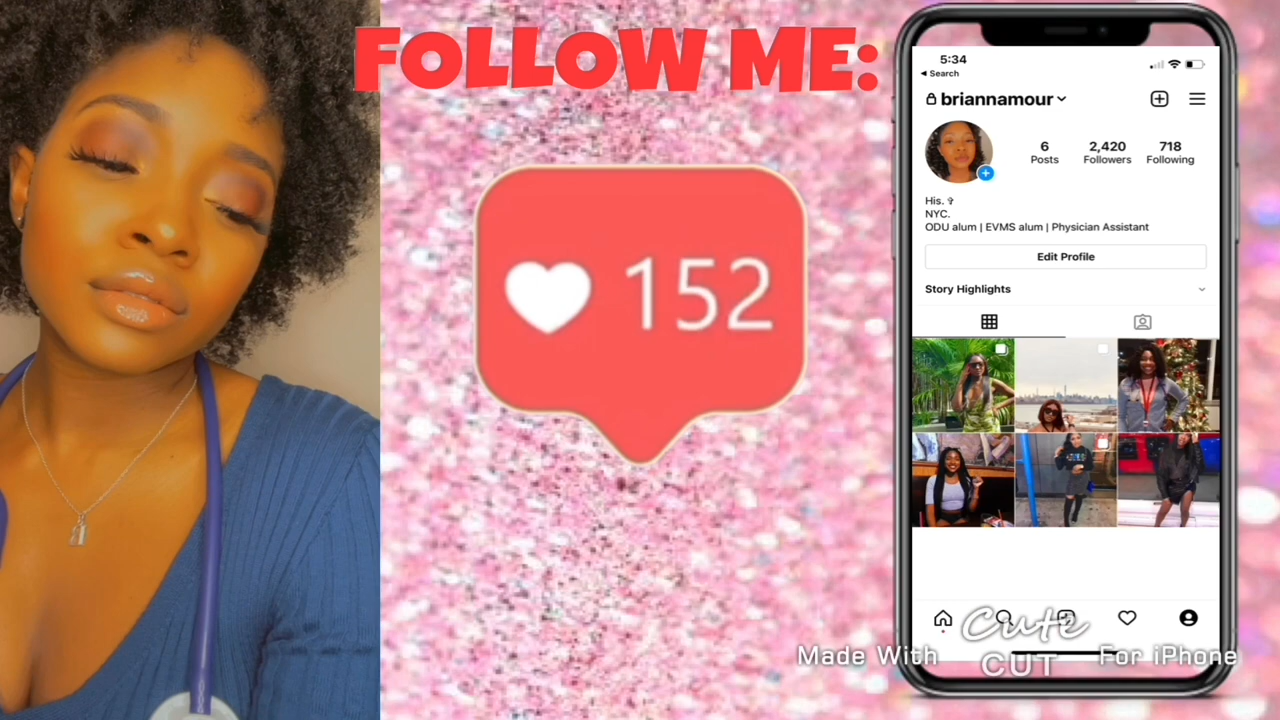 FOLLOW ME:
152
5:34
Search
briannamour
6 2,420 718
Posts Followers Following
His. ✞
NYC.
ODU alum | EVMS alum | Physician Assistant
Edit Profile
Story Highlights
Made With Cute CUT For iPhone